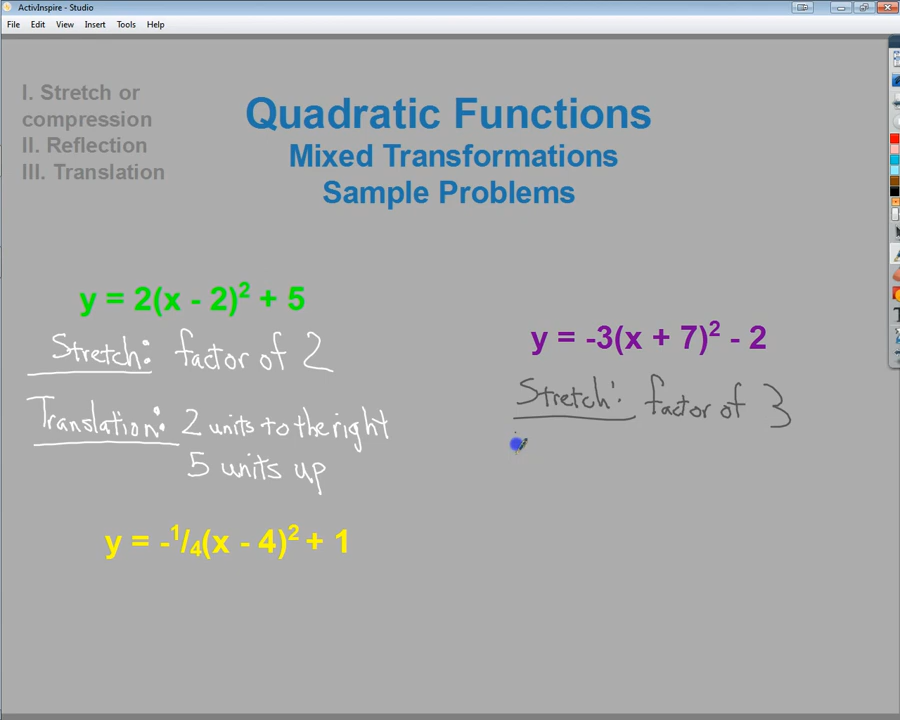 ActivInspire - Studio
File Edit View Insert Tools Help
I. Stretch or
compression
II. Reflection
III. Translation
Quadratic Functions
Mixed Transformations
Sample Problems
y = 2(x - 2)² + 5
Stretch: factor of 2
Translation: 2 units to the right
5 units up
y = -¹/₄(x - 4)² + 1
y = -3(x + 7)² - 2
Stretch: factor of 3